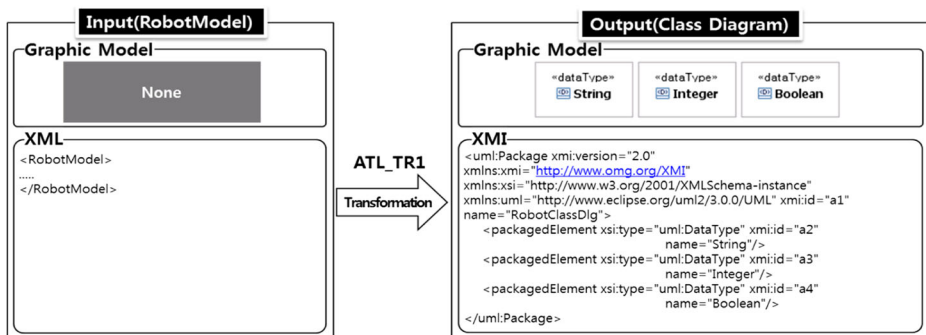 Input(RobotModel)
Graphic Model
None
XML
<RobotModel>
.....
</RobotModel>
ATL_TR1
Transformation
Output(Class Diagram)
Graphic Model
«dataType»
String
«dataType»
Integer
«dataType»
Boolean
XMI
<uml:Package xmi:version="2.0"
xmlns:xmi="http://www.omg.org/XMI"
xmlns:xsi="http://www.w3.org/2001/XMLSchema-instance"
xmlns:uml="http://www.eclipse.org/uml2/3.0.0/UML" xmi:id="a1"
name="RobotClassDlg">
<packagedElement xsi:type="uml:DataType" xmi:id="a2"
name="String"/>
<packagedElement xsi:type="uml:DataType" xmi:id="a3"
name="Integer"/>
<packagedElement xsi:type="uml:DataType" xmi:id="a4"
name="Boolean"/>
</uml:Package>